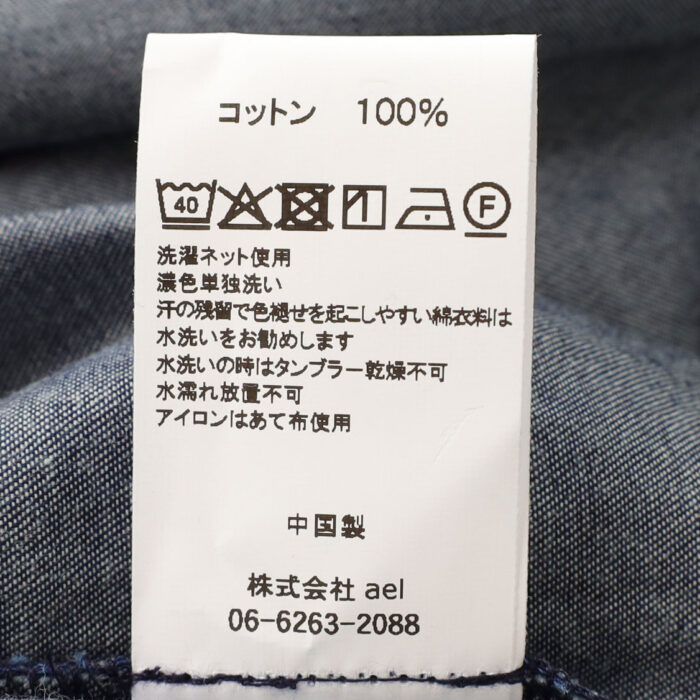 コットン　100%
40 F
洗濯ネット使用
濃色単独洗い
汗の残留で色褪せを起こしやすい綿衣料は
水洗いをお勧めします
水洗いの時はタンブラー乾燥不可
水濡れ放置不可
アイロンはあて布使用
中国製
株式会社 ael
06-6263-2088